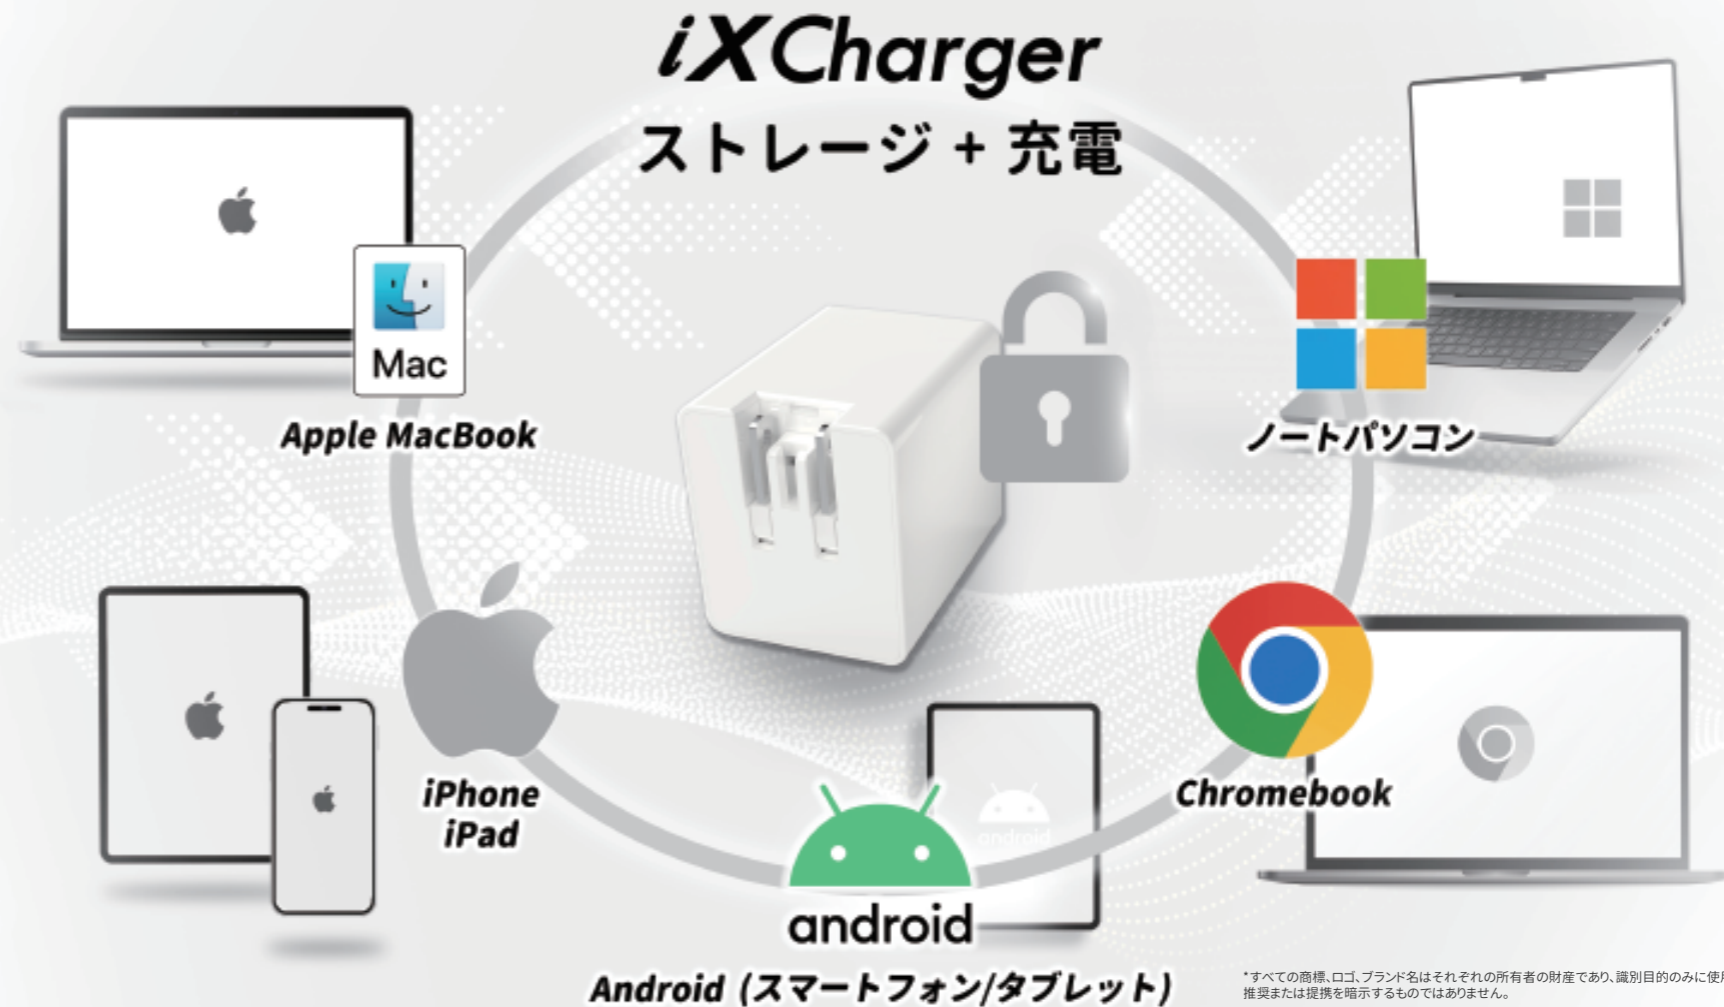 iXCharger
ストレージ + 充電
Mac
Apple MacBook
ノートパソコン
iPhone
iPad
Chromebook
android
android
Android (スマートフォン/タブレット)
*すべての商標、ロゴ、ブランド名はそれぞれの所有者の財産であり、識別目的のみに使用
推奨または提携を暗示するものではありません。